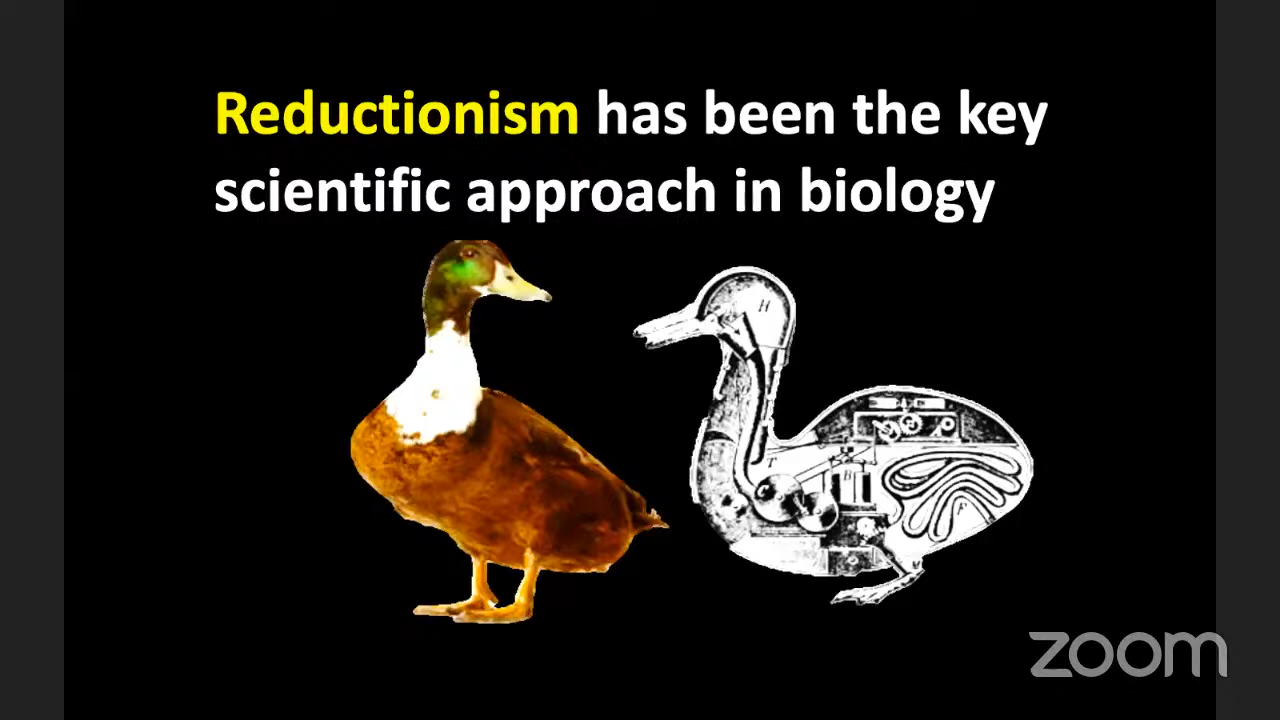 Reductionism has been the key
scientific approach in biology
H
T
B
zoom